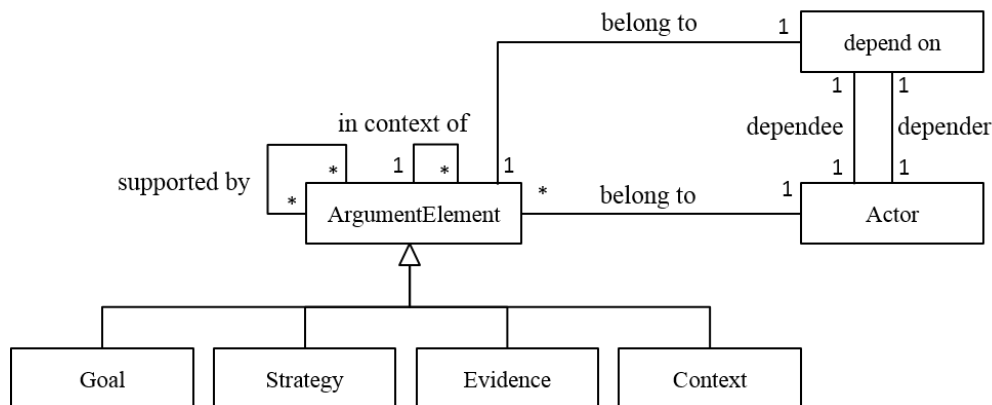 belong to
1
depend on
1
1
in context of
dependee
depender
supported by
*
1
*
1
1
1
*
ArgumentElement
*
belong to
1
Actor
Goal
Strategy
Evidence
Context